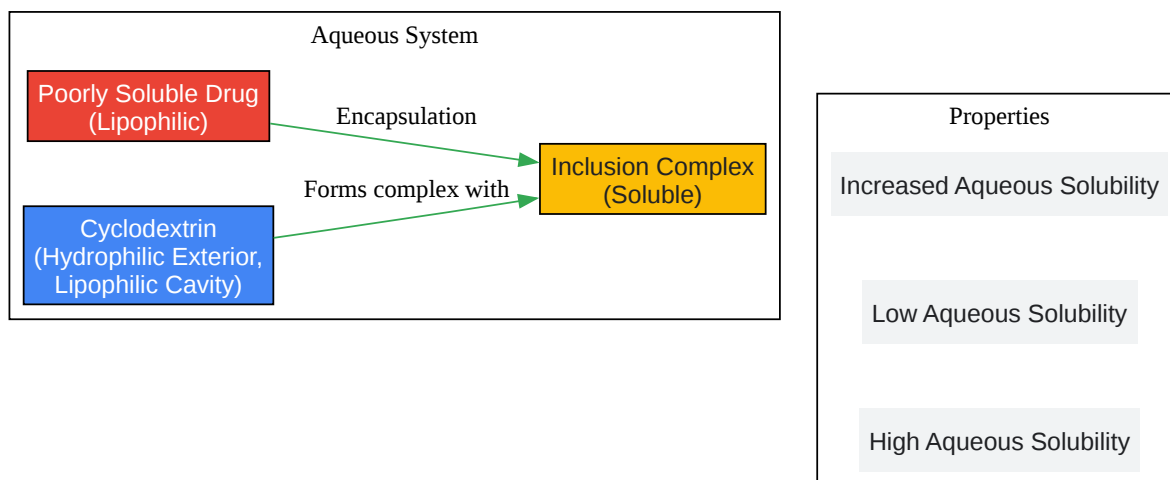 Aqueous System
Poorly Soluble Drug
(Lipophilic)
Encapsulation
Inclusion Complex
(Soluble)
Forms complex with
Cyclodextrin
(Hydrophilic Exterior,
Lipophilic Cavity)
Properties
Increased Aqueous Solubility
Low Aqueous Solubility
High Aqueous Solubility